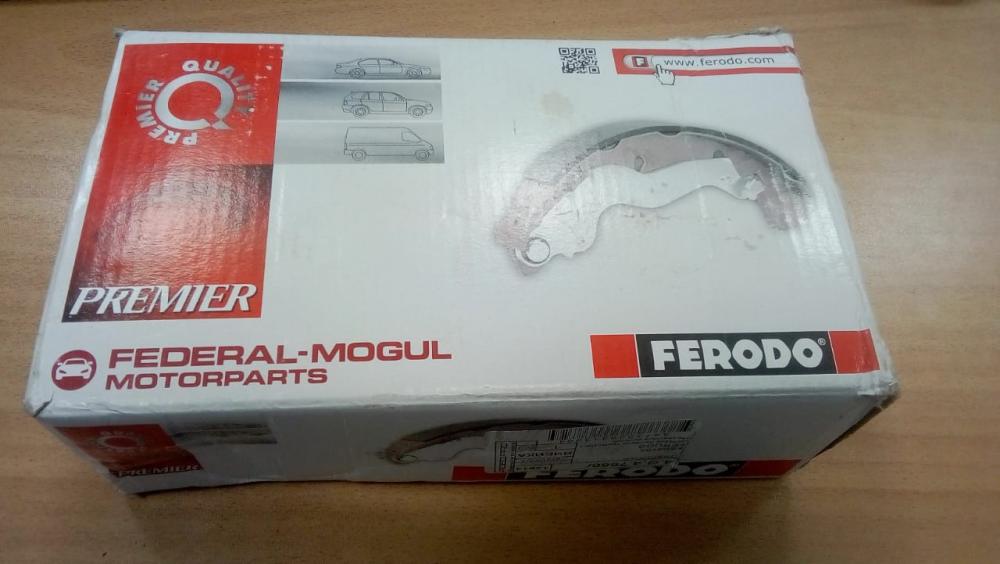 PREMIER QUALITY
F www.ferodo.com
PREMIER
FEDERAL-MOGUL
MOTORPARTS
FERODO®
PREMIER
FERODO